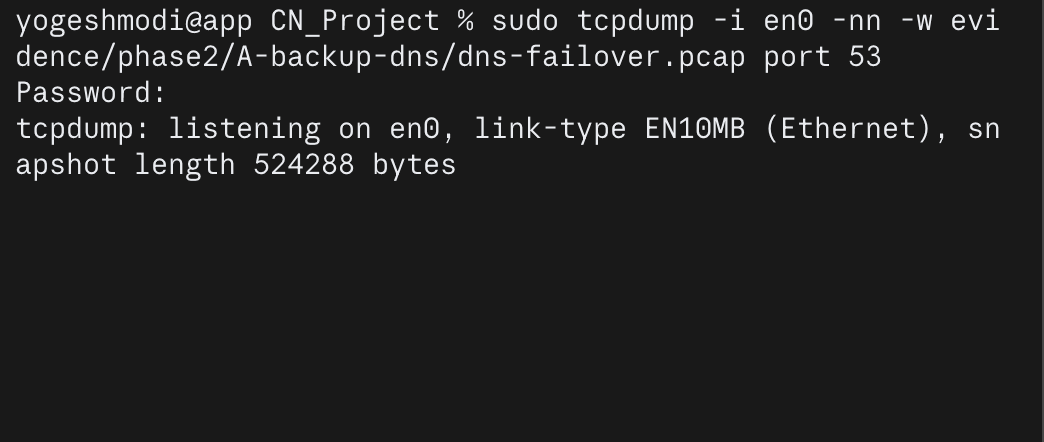 yogeshmodi@app CN_Project % sudo tcpdump -i en0 -nn -w evi
dence/phase2/A-backup-dns/dns-failover.pcap port 53
Password:
tcpdump: listening on en0, link-type EN10MB (Ethernet), sn
apshot length 524288 bytes